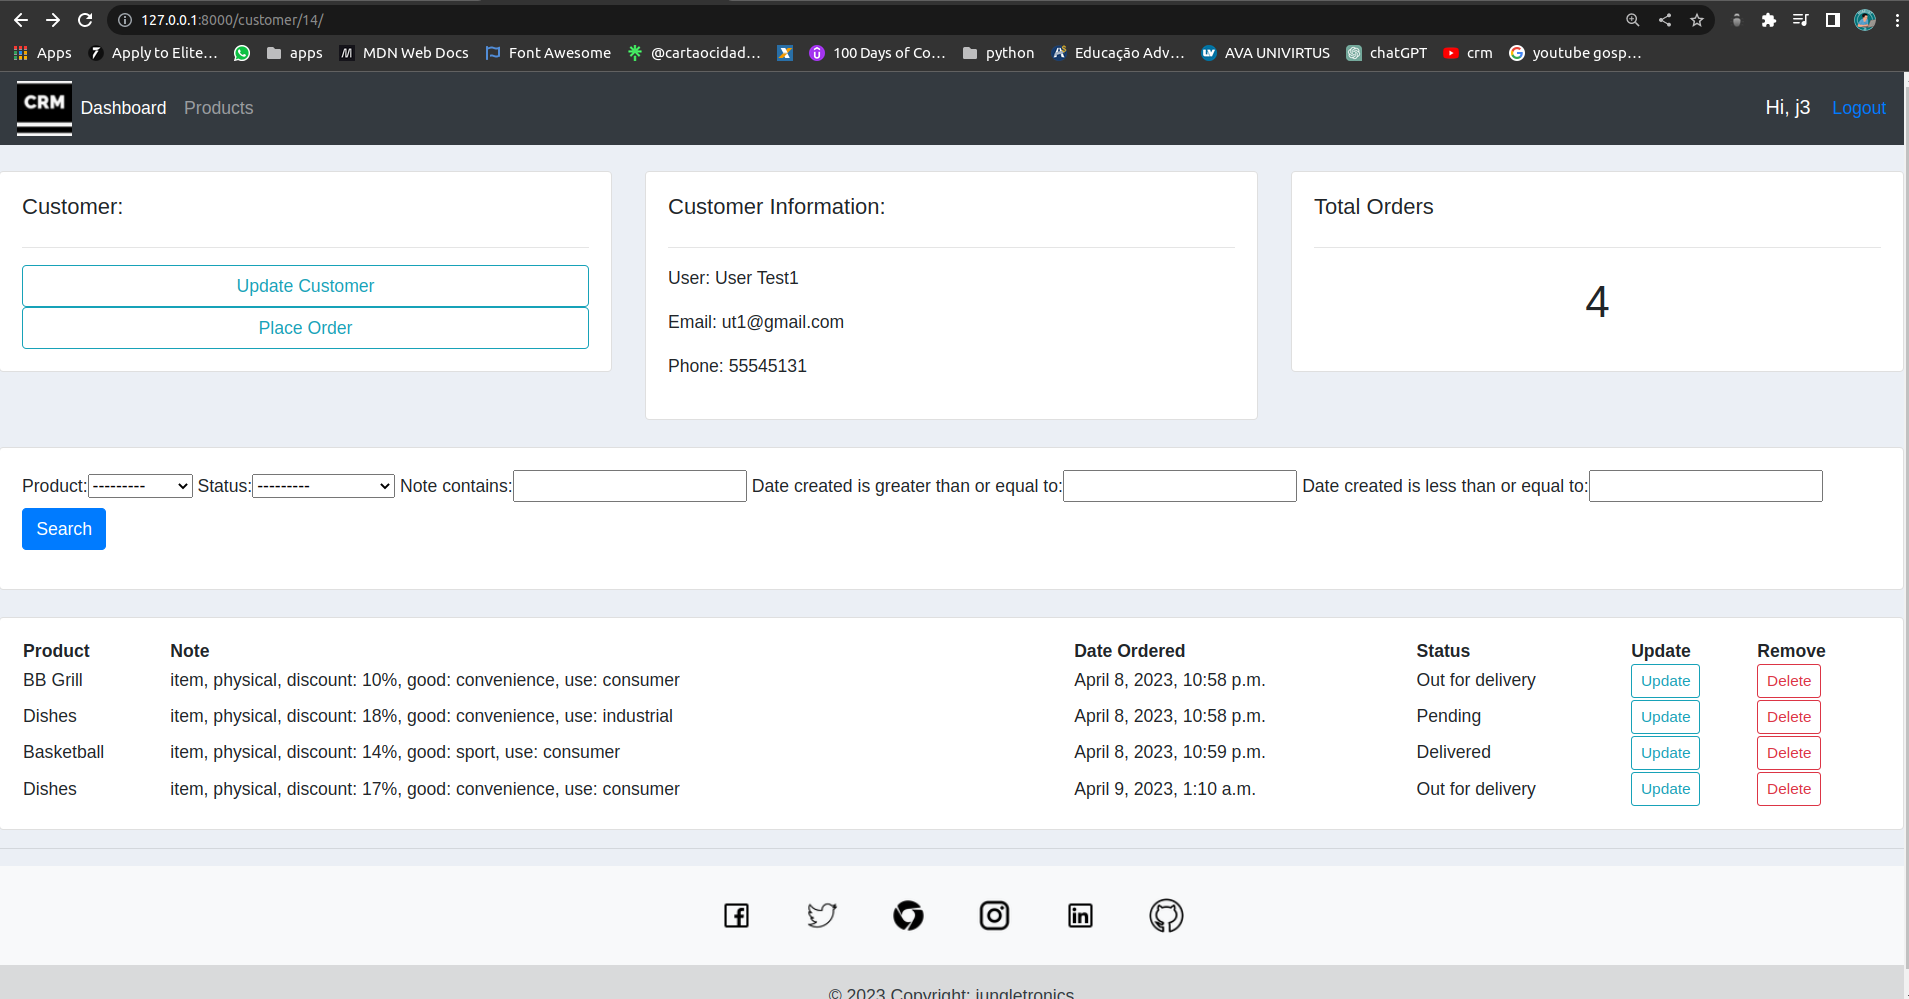 127.0.0.1:8000/customer/14/
Apps Apply to Elite... apps MDN Web Docs Font Awesome @cartaocidad... 100 Days of Co... python Educação Adv... AVA UNIVIRTUS chatGPT crm youtube gosp...
CRM Dashboard Products Hi, j3 Logout
Customer: Customer Information: Total Orders
Update Customer User: User Test1
4
Place Order Email: ut1@gmail.com
Phone: 55545131
Product: --------- Status: --------- Note contains: Date created is greater than or equal to: Date created is less than or equal to:
Search
Product Note Date Ordered Status Update Remove
BB Grill item, physical, discount: 10%, good: convenience, use: consumer April 8, 2023, 10:58 p.m. Out for delivery Update Delete
Dishes item, physical, discount: 18%, good: convenience, use: industrial April 8, 2023, 10:58 p.m. Pending Update Delete
Basketball item, physical, discount: 14%, good: sport, use: consumer April 8, 2023, 10:59 p.m. Delivered Update Delete
Dishes item, physical, discount: 17%, good: convenience, use: consumer April 9, 2023, 1:10 a.m. Out for delivery Update Delete
© 2023 Copyright: jungletronics